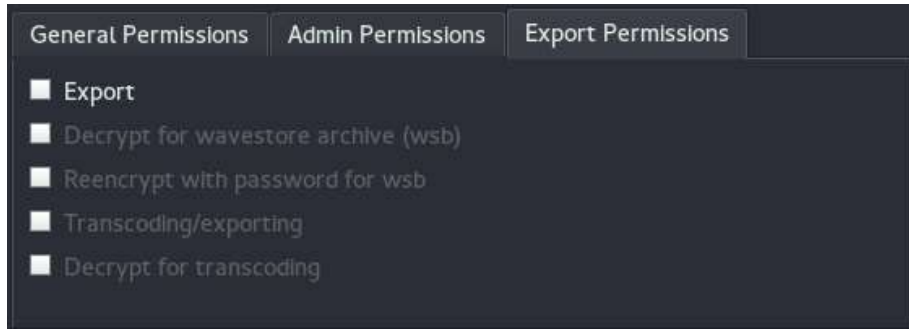 General Permissions Admin Permissions Export Permissions
Export
Decrypt for wavestore archive (wsb)
Reencrypt with password for wsb
Transcoding/exporting
Decrypt for transcoding